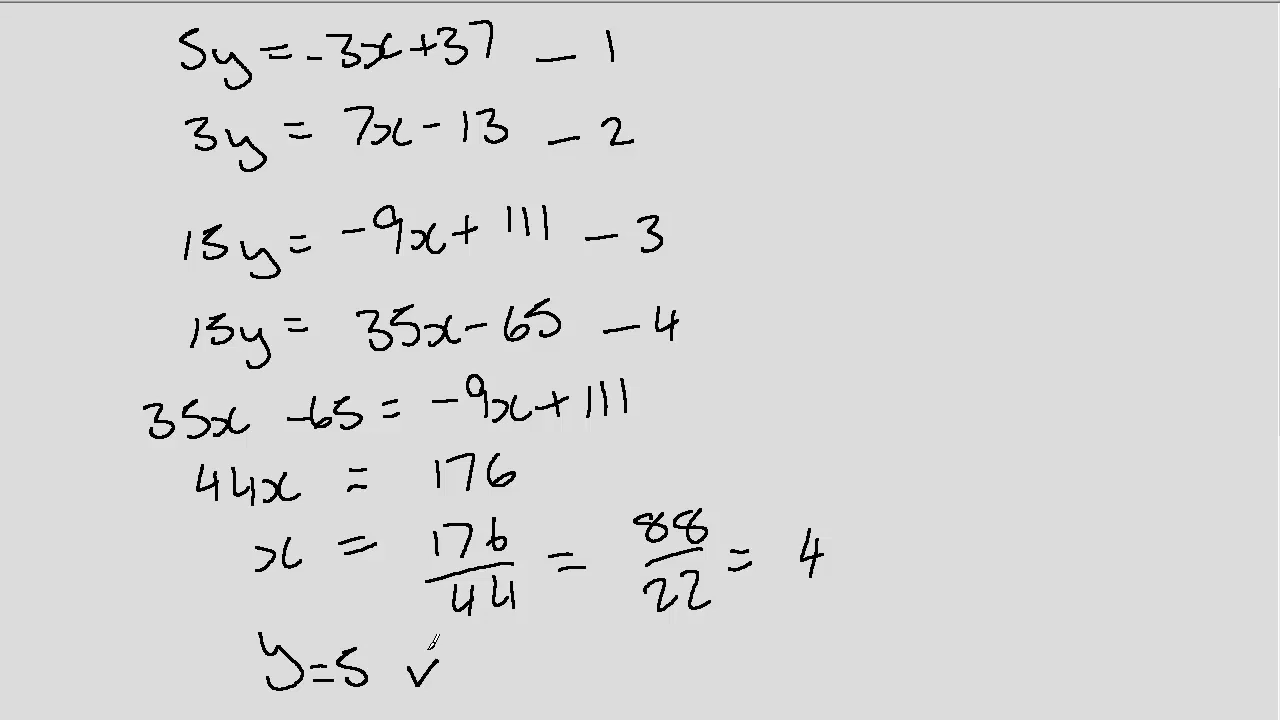 5y = -3x + 37 — 1
3y = 7x - 13 — 2
15y = -9x + 111 — 3
15y = 35x - 65 — 4
35x - 65 = -9x + 111
44x = 176
x = 176/44 = 88/22 = 4
y = 5 ✓